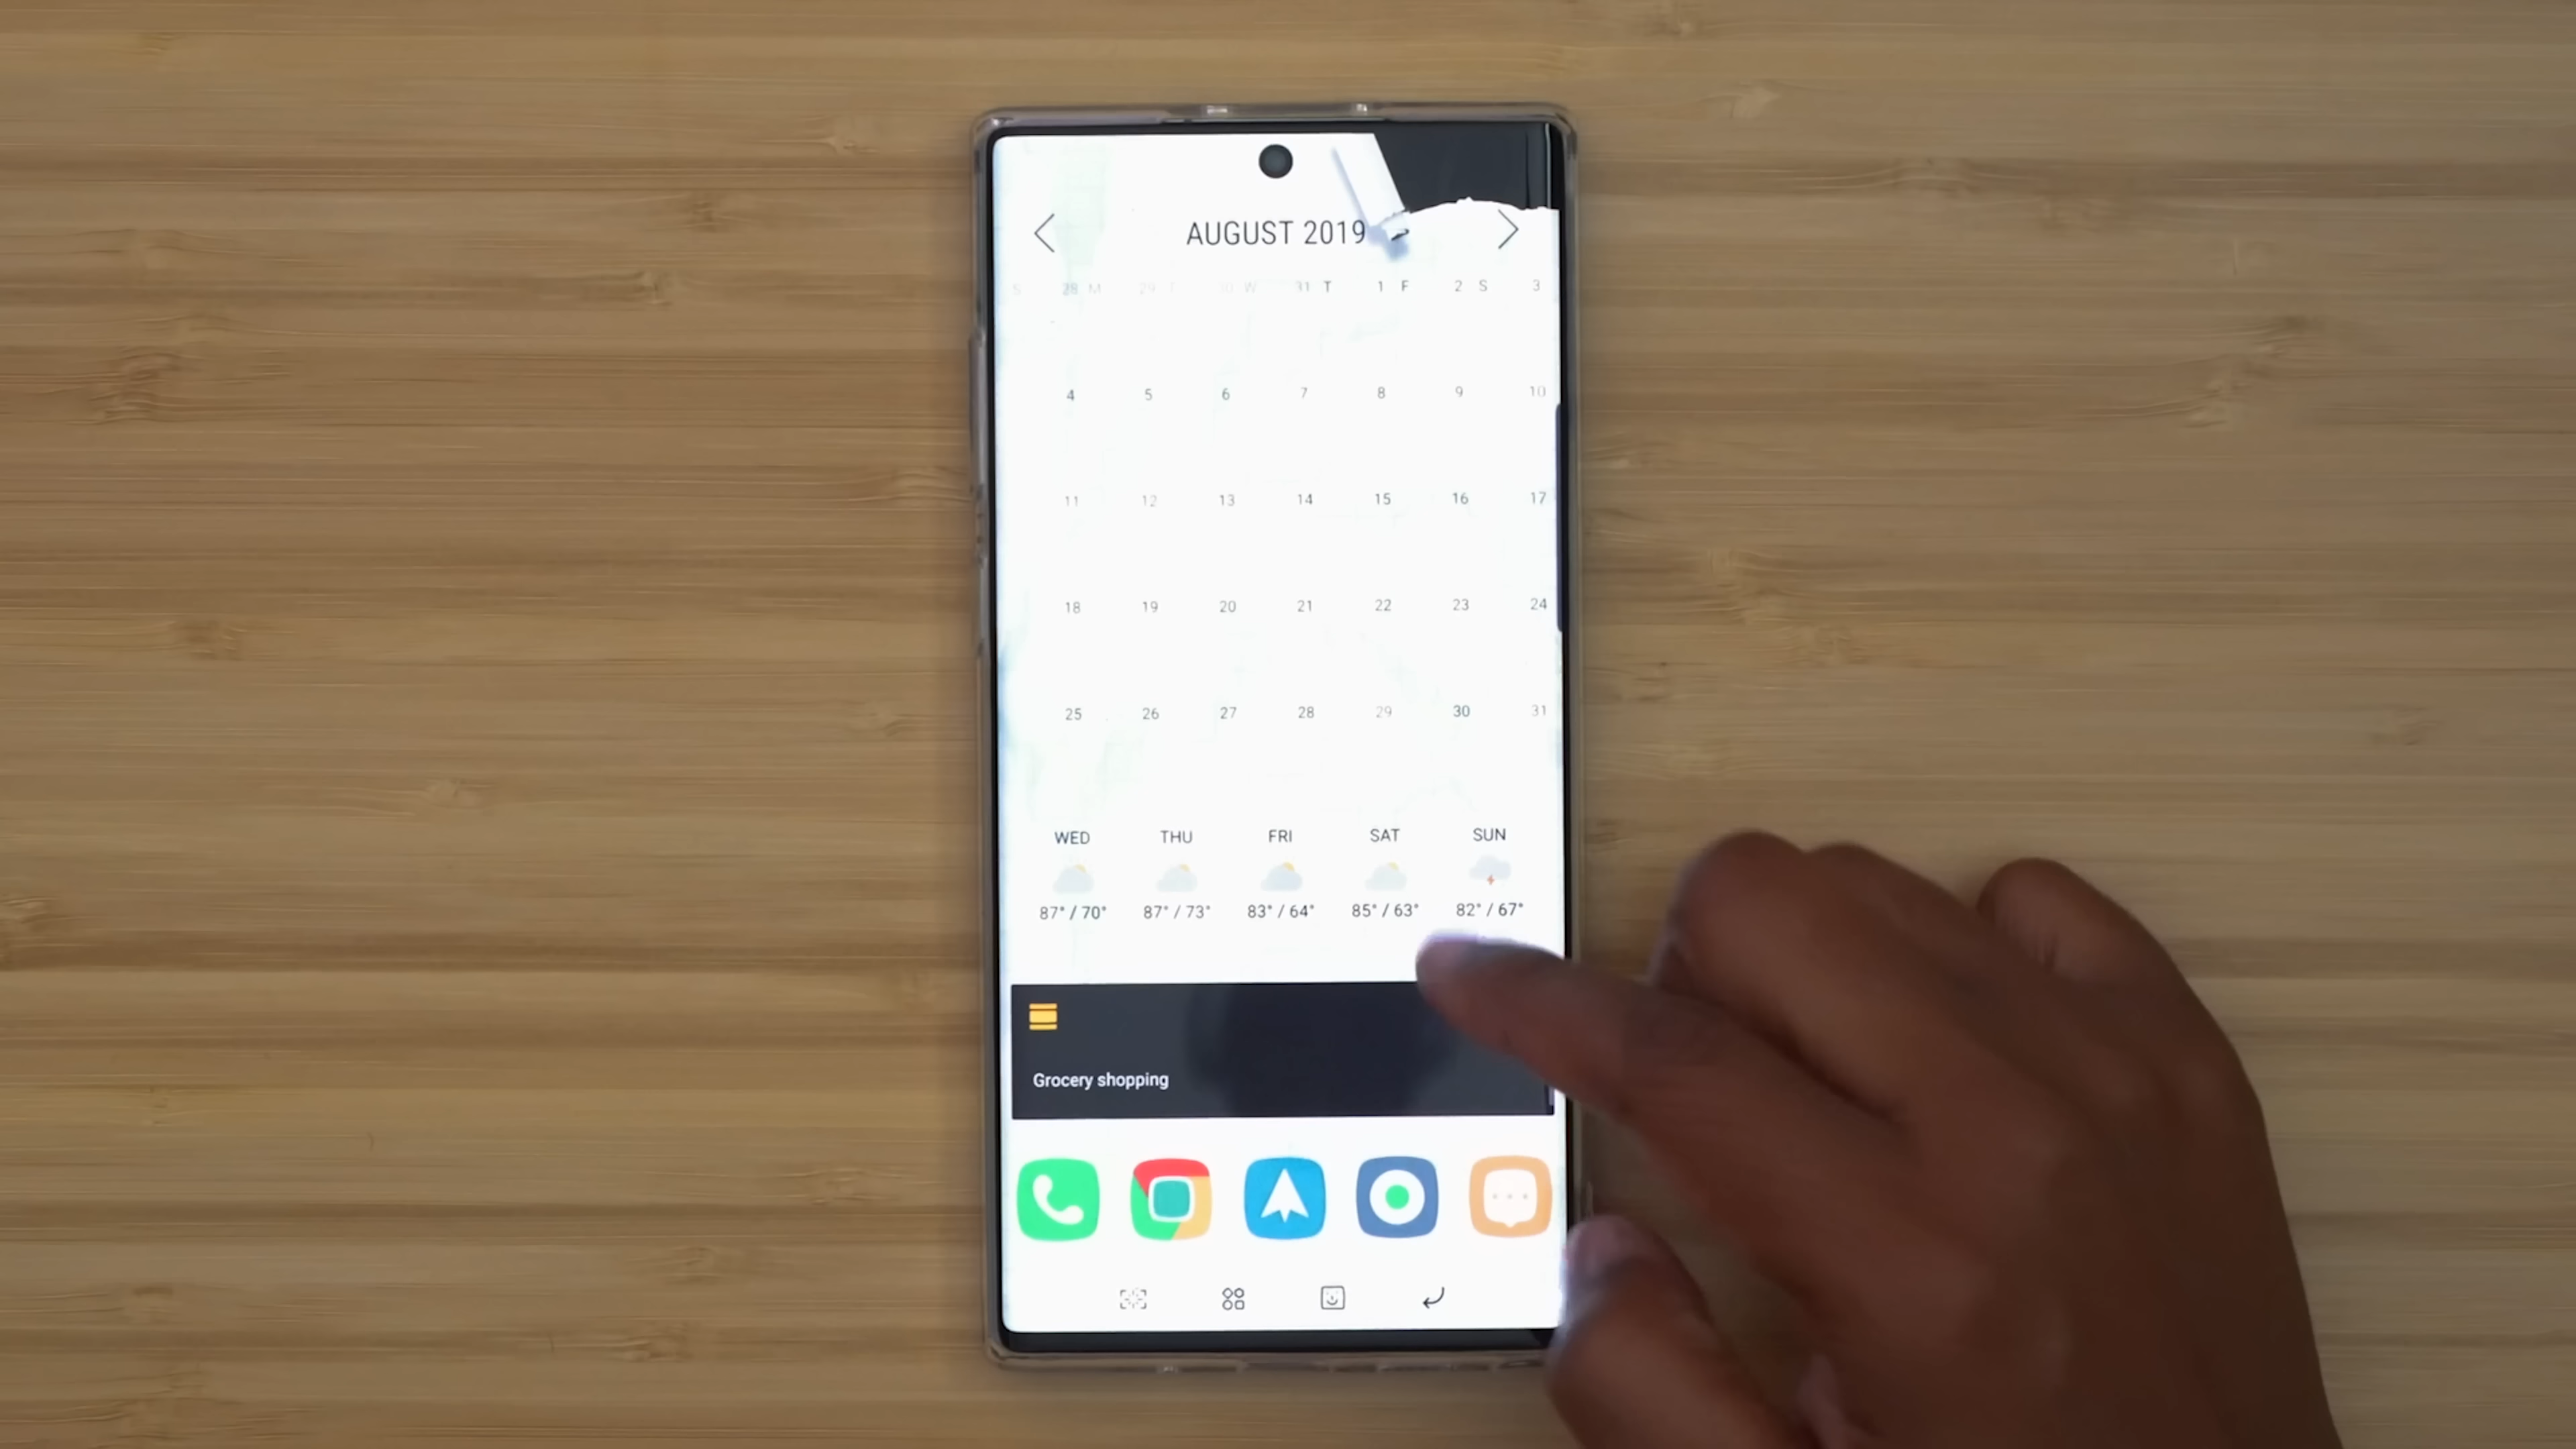 AUGUST 2019
S 28 M 29 T 30 W 31 T 1 F 2 S 3
4 5 6 7 8 9 10
11 12 13 14 15 16 17
18 19 20 21 22 23 24
25 26 27 28 29 30 31
WED THU FRI SAT SUN
87° / 70° 87° / 73° 83° / 64° 85° / 63° 82° / 67°
Grocery shopping